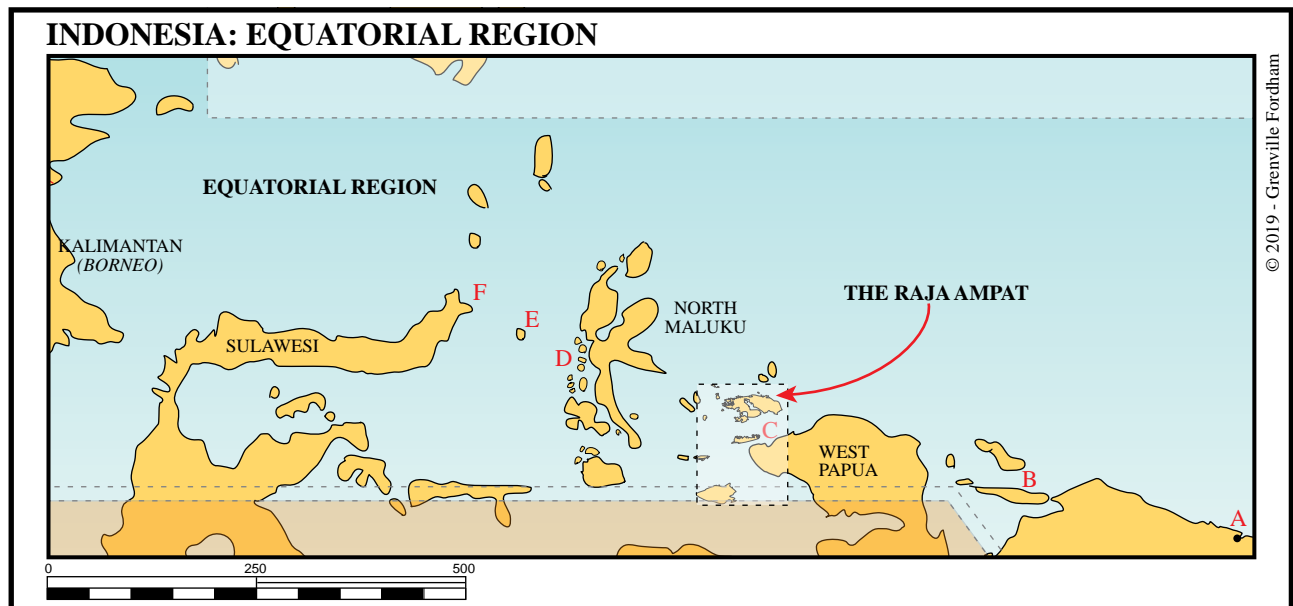 INDONESIA: EQUATORIAL REGION
© 2019 - Grenville Fordham
EQUATORIAL REGION
KALIMANTAN
(BORNEO)
F
THE RAJA AMPAT
E
NORTH
MALUKU
SULAWESI
D
C
WEST
PAPUA
B
A
0 250 500